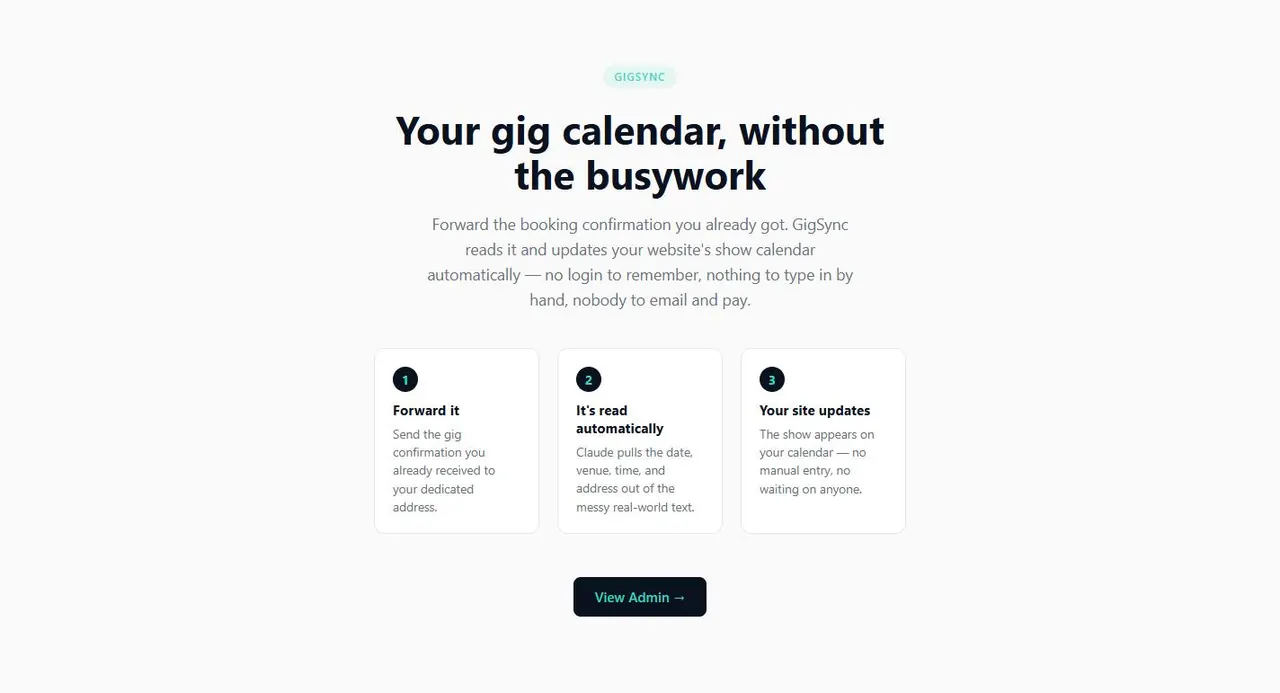 GIGSYNC
Your gig calendar, without
the busywork
Forward the booking confirmation you already got. GigSync
reads it and updates your website's show calendar
automatically — no login to remember, nothing to type in by
hand, nobody to email and pay.
1
Forward it
Send the gig
confirmation you
already received to
your dedicated
address.
2
It's read
automatically
Claude pulls the date,
venue, time, and
address out of the
messy real-world text.
3
Your site updates
The show appears on
your calendar — no
manual entry, no
waiting on anyone.
View Admin →